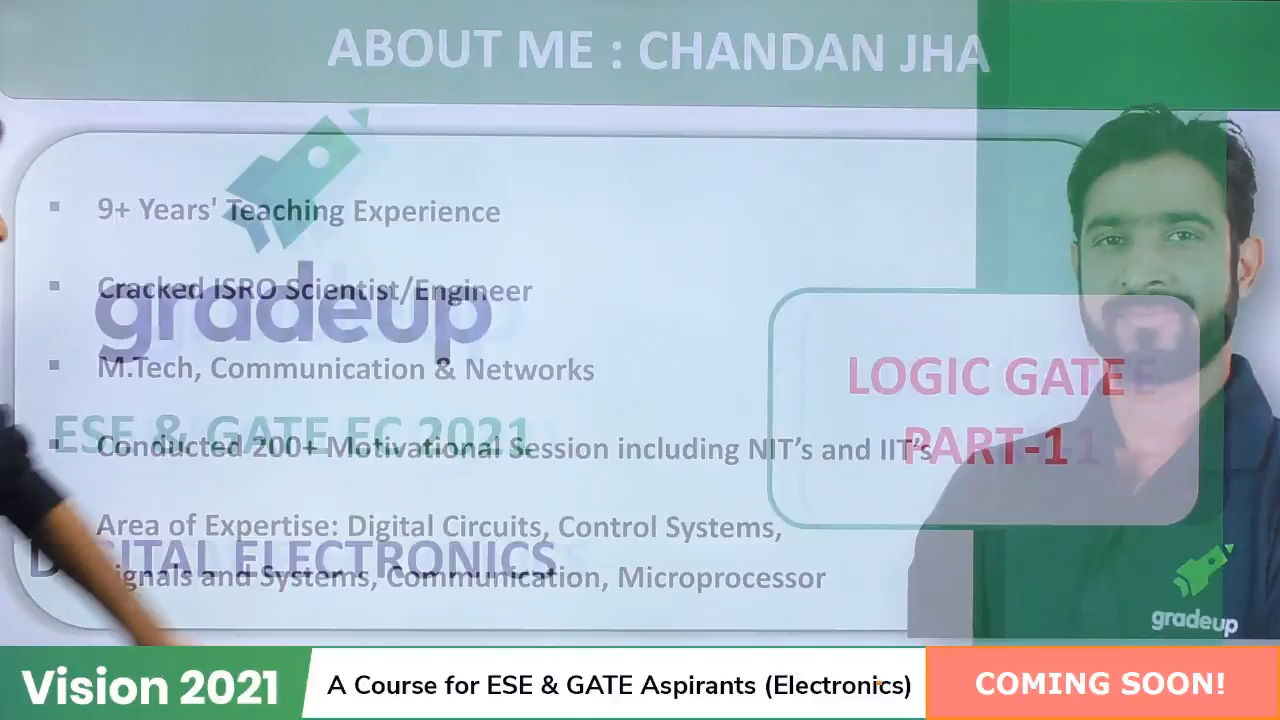 ABOUT ME : CHANDAN JHA
9+ Years' Teaching Experience
Cracked ISRO Scientist/Engineer
gradeup
M.Tech, Communication & Networks
LOGIC GATE
ESE & GATE EC 2021
Conducted 200+ Motivational Session including NIT's and IIT's
PART-1
Area of Expertise: Digital Circuits, Control Systems,
DIGITAL ELECTRONICS
Signals and Systems, Communication, Microprocessor
gradeup
Vision 2021
A Course for ESE & GATE Aspirants (Electronics)
COMING SOON!